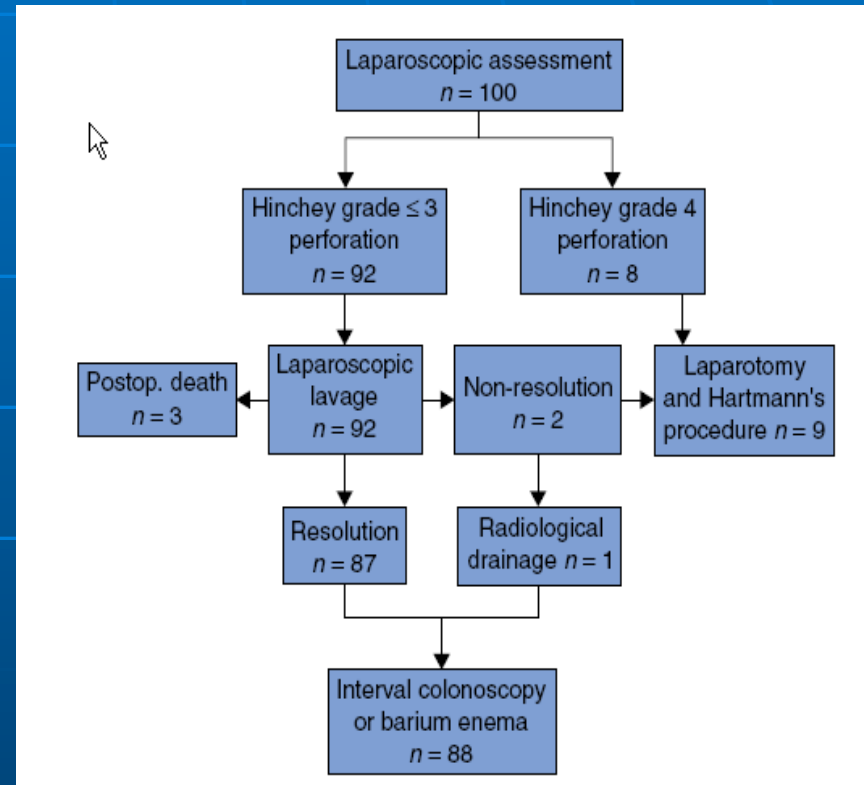 Laparoscopic assessment
n = 100
Hinchey grade ≤ 3
perforation
n = 92
Hinchey grade 4
perforation
n = 8
Postop. death
n = 3
Laparoscopic
lavage
n = 92
Non-resolution
n = 2
Laparotomy
and Hartmann's
procedure n = 9
Resolution
n = 87
Radiological
drainage n = 1
Interval colonoscopy
or barium enema
n = 88